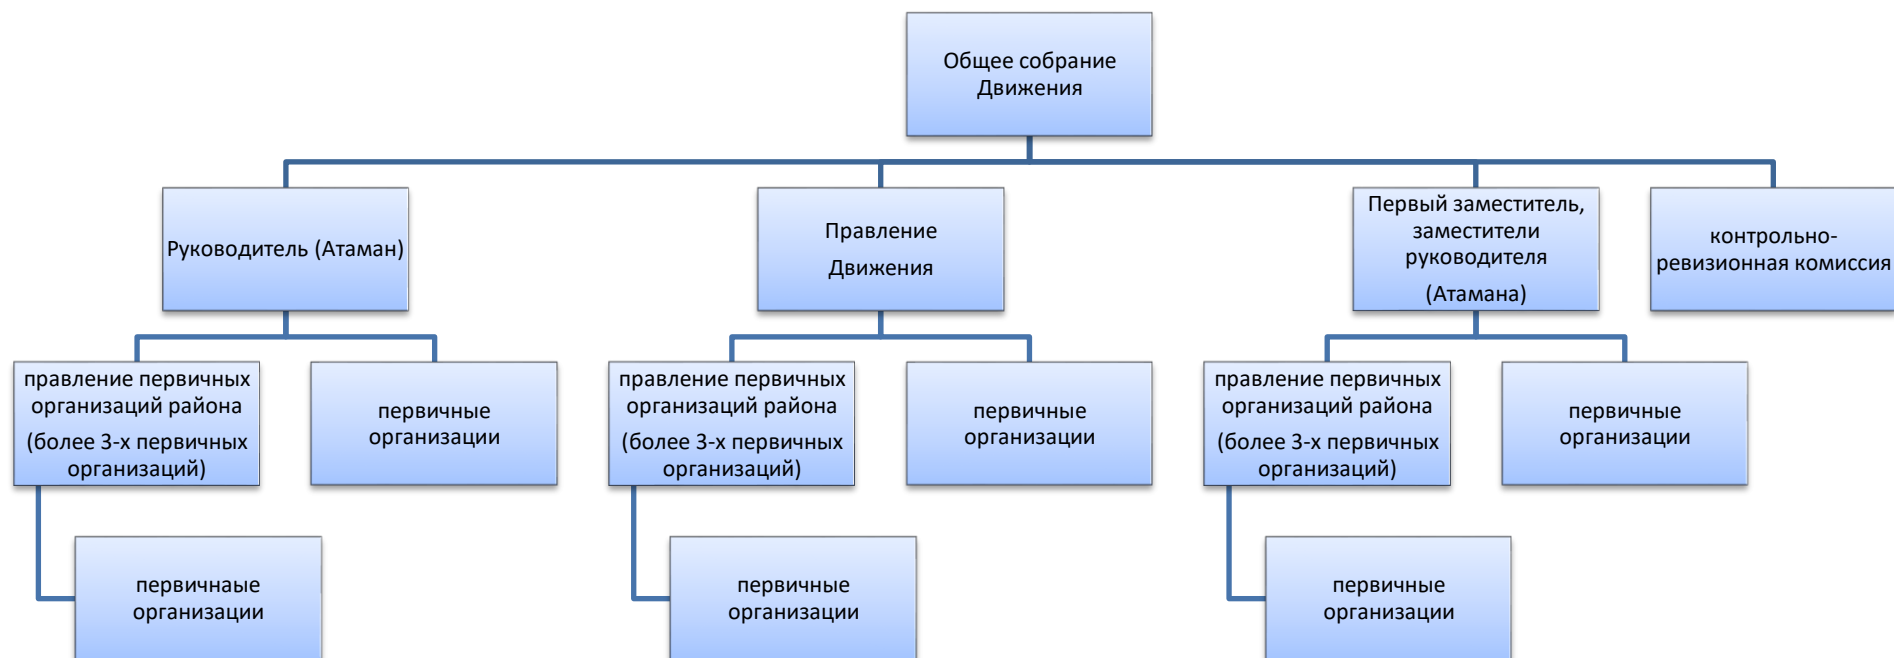 Общее собрание
Движения
Руководитель (Атаман)
Правление
Движения
Первый заместитель,
заместители
руководителя
(Атамана)
контрольно-
ревизионная комиссия
правление первичных
организаций района
(более 3-х первичных
организаций)
первичные
организации
правление первичных
организаций района
(более 3-х первичных
организаций)
первичные
организации
правление первичных
организаций района
(более 3-х первичных
организаций)
первичные
организации
первичнаые
организации
первичные
организации
первичные
организации